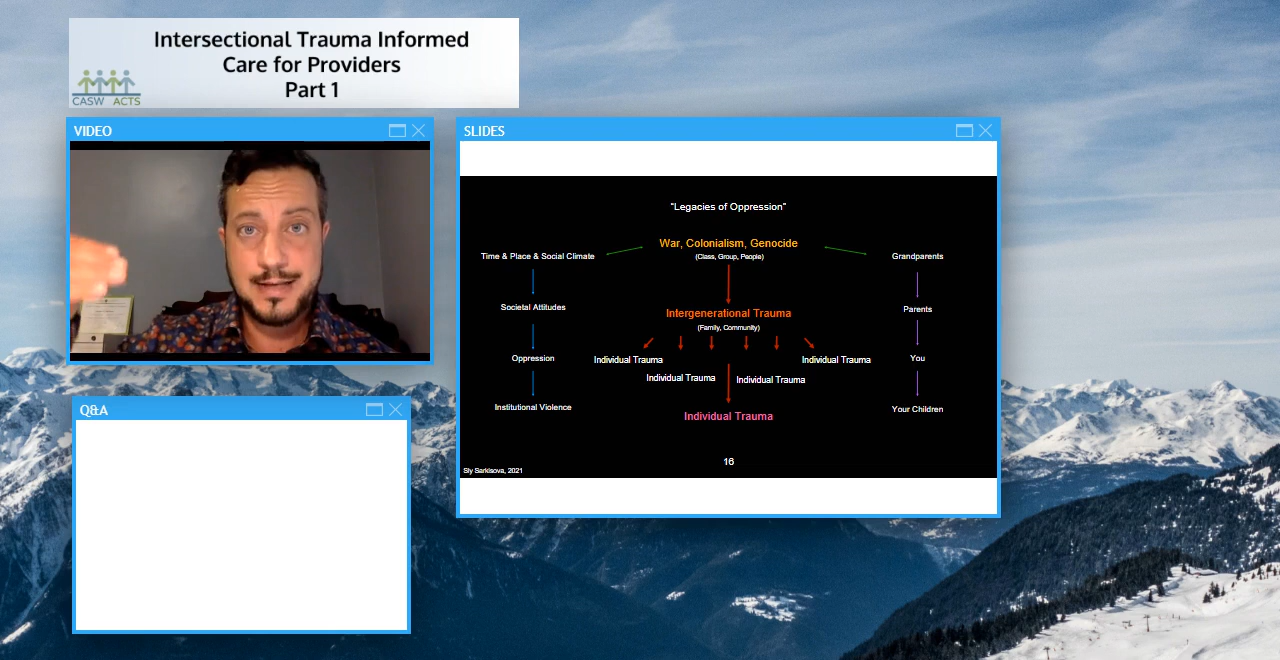 Intersectional Trauma Informed
Care for Providers
Part 1
CASW ACTS
VIDEO
Q&A
SLIDES
"Legacies of Oppression"
War, Colonialism, Genocide
(Class, Group, People)
Time & Place & Social Climate
Grandparents
Societal Attitudes
Parents
Intergenerational Trauma
(Family, Community)
Oppression
Individual Trauma
Individual Trauma
You
Individual Trauma
Individual Trauma
Institutional Violence
Individual Trauma
Your Children
16
Sly Sarkisova, 2021